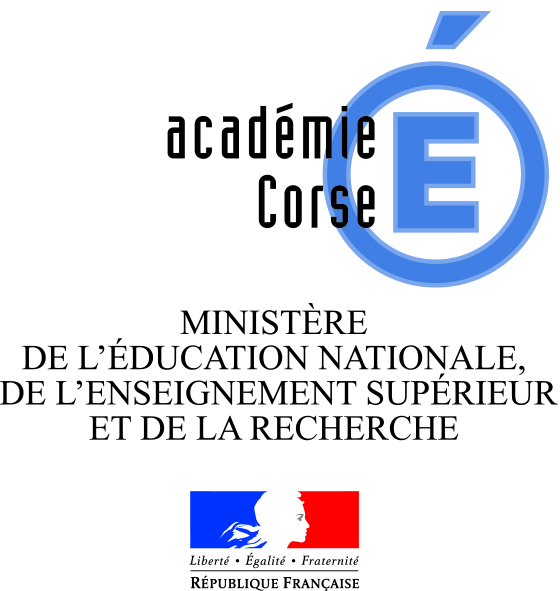 académie
Corse
É
MINISTÈRE
DE L’ÉDUCATION NATIONALE,
DE L’ENSEIGNEMENT SUPÉRIEUR
ET DE LA RECHERCHE
Liberté • Égalité • Fraternité
RÉPUBLIQUE FRANÇAISE